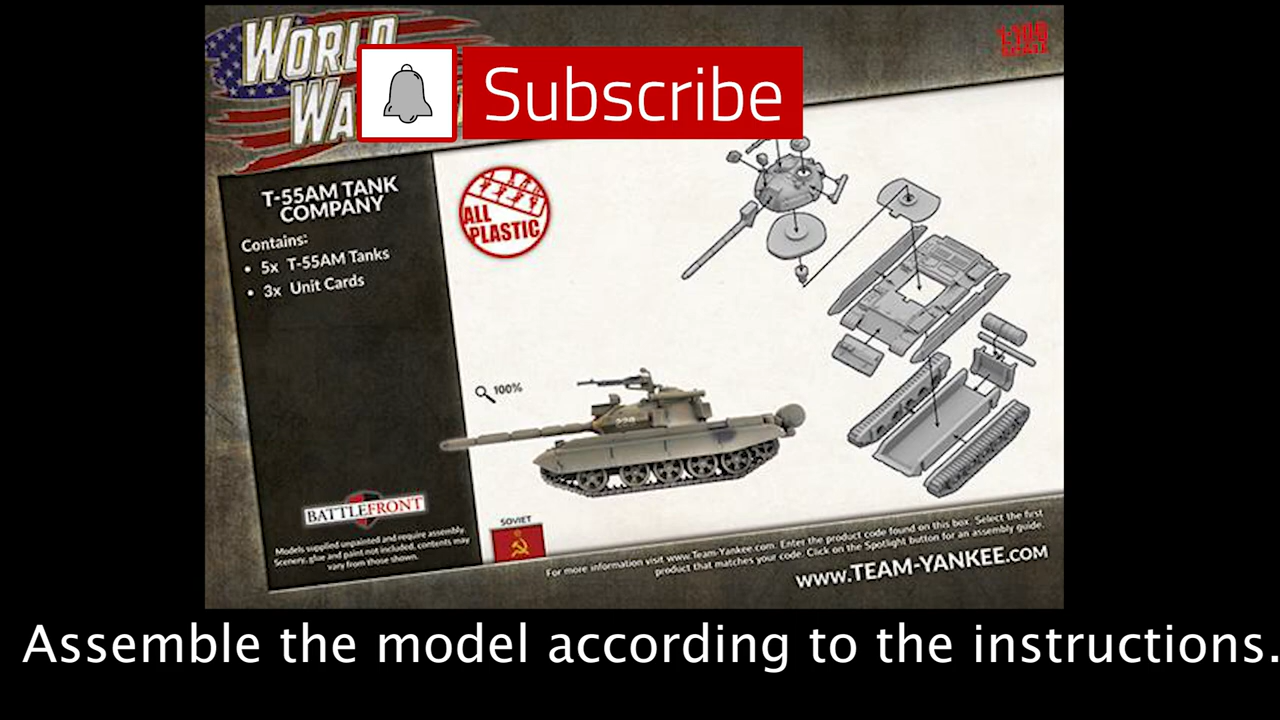 WORLD
WA
1:100
SCALE
Subscribe
T-55AM TANK
COMPANY
Contains:
• 5x T-55AM Tanks
• 3x Unit Cards
ALL
PLASTIC
100%
BATTLEFRONT
Models supplied unpainted and require assembly.
Scenery, glue and paint not included, contents may
vary from those shown.
SOVIET
For more information visit www.Team-Yankee.com. Enter the product code found on this box. Select the first
product that matches your code. Click on the Spotlight button for an assembly guide.
WWW.TEAM-YANKEE.COM
Assemble the model according to the instructions.